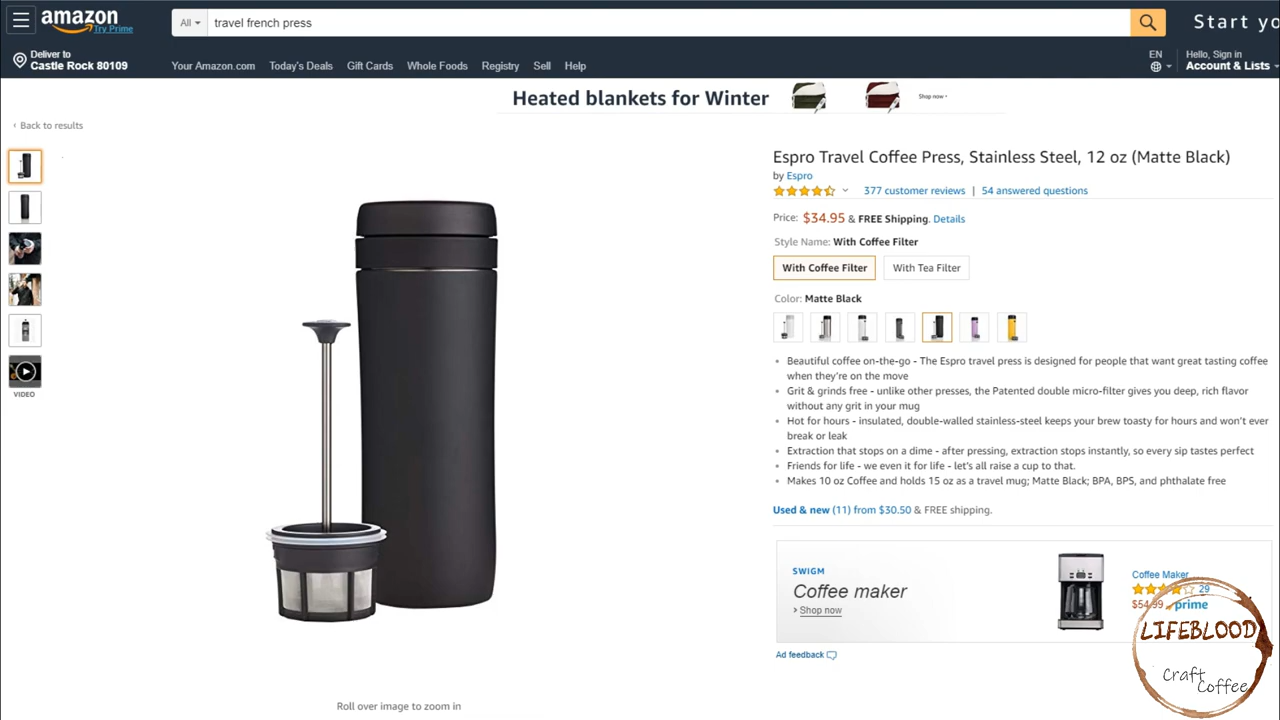 amazon
Try Prime
All
travel french press
Start yo
Deliver to
Castle Rock 80109
Your Amazon.com
Today's Deals
Gift Cards
Whole Foods
Registry
Sell
Help
EN
Hello, Sign in
Account & Lists
Heated blankets for Winter
Shop now ›
‹ Back to results
Espro Travel Coffee Press, Stainless Steel, 12 oz (Matte Black)
by Espro
377 customer reviews | 54 answered questions
Price: $34.95 & FREE Shipping. Details
Style Name: With Coffee Filter
With Coffee Filter
With Tea Filter
Color: Matte Black
• Beautiful coffee on-the-go - The Espro travel press is designed for people that want great tasting coffee
when they're on the move
• Grit & grinds free - unlike other presses, the Patented double micro-filter gives you deep, rich flavor
without any grit in your mug
• Hot for hours - insulated, double-walled stainless-steel keeps your brew toasty for hours and won't ever
break or leak
• Extraction that stops on a dime - after pressing, extraction stops instantly, so every sip tastes perfect
• Friends for life - we even it for life - let's all raise a cup to that.
• Makes 10 oz Coffee and holds 15 oz as a travel mug; Matte Black; BPA, BPS, and phthalate free
Used & new (11) from $30.50 & FREE shipping.
VIDEO
SWIGM
Coffee maker
› Shop now
Coffee Maker
29
$54.99 prime
Ad feedback
LIFEBLOOD
Craft
Coffee
Roll over image to zoom in